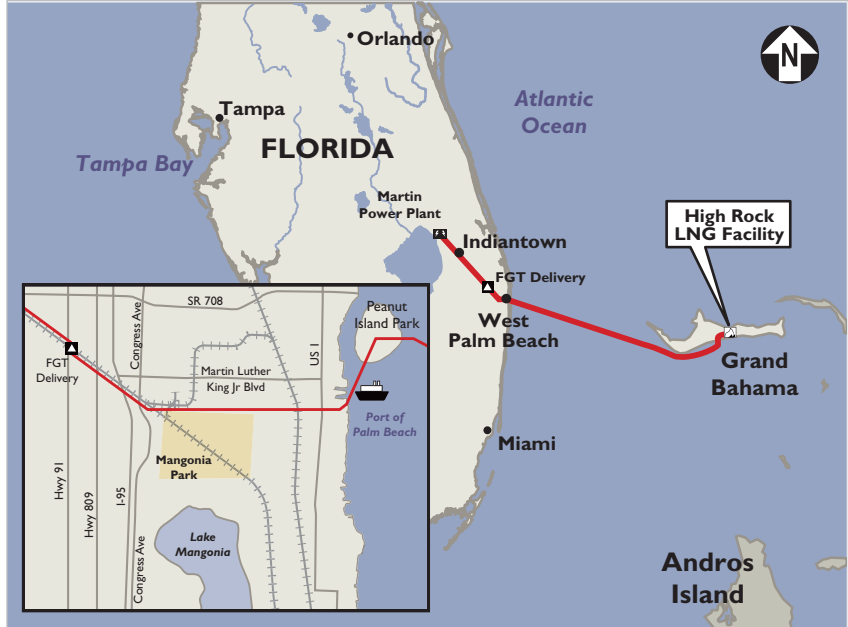 N
Orlando
Atlantic
Ocean
Tampa
FLORIDA
Tampa Bay
Martin
Power Plant
High Rock
LNG Facility
Indiantown
FGT Delivery
West
Palm Beach
Grand
Bahama
Miami
Andros
Island
SR 708
Peanut
Island Park
Congress Ave
US 1
FGT
Delivery
Martin Luther
King Jr Blvd
Port of
Palm Beach
Mangonia
Park
Hwy 91
Hwy 809
I-95
Congress Ave
Lake
Mangonia